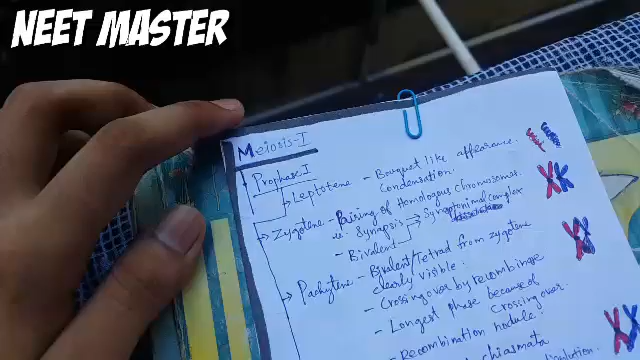 NEET MASTER
Meiosis-I
Prophase I
Leptotene - Bouquet like appearance.
Condensation.
Zygotene - Pairing of Homologous Chromosomes.
Synapsis → Synaptonimal complex
- Bivalent
Pachytene - Bivalent/Tetrad from zygotene
clearly visible.
- Crossing over by recombinase
- Longest phase because of
Crossing over.
- Recombination nodule.
chiasmata